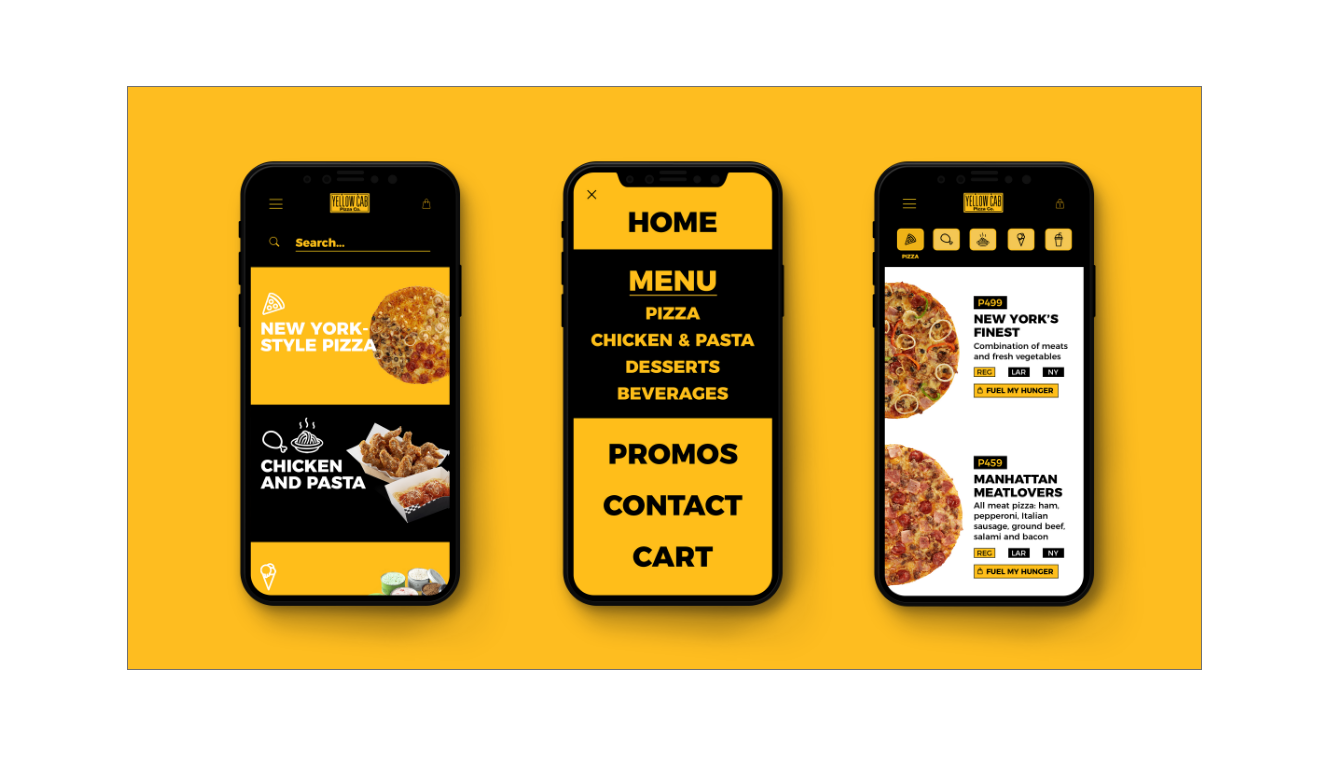 YELLOW CAB
Pizza Co.
Search...
NEW YORK-
STYLE PIZZA
CHICKEN
AND PASTA
HOME
MENU
PIZZA
CHICKEN & PASTA
DESSERTS
BEVERAGES
PROMOS
CONTACT
CART
YELLOW CAB
Pizza Co.
PIZZA
P499
NEW YORK'S
FINEST
Combination of meats
and fresh vegetables
REG LAR NY
FUEL MY HUNGER
P459
MANHATTAN
MEATLOVERS
All meat pizza: ham,
pepperoni, Italian
sausage, ground beef,
salami and bacon
REG LAR NY
FUEL MY HUNGER